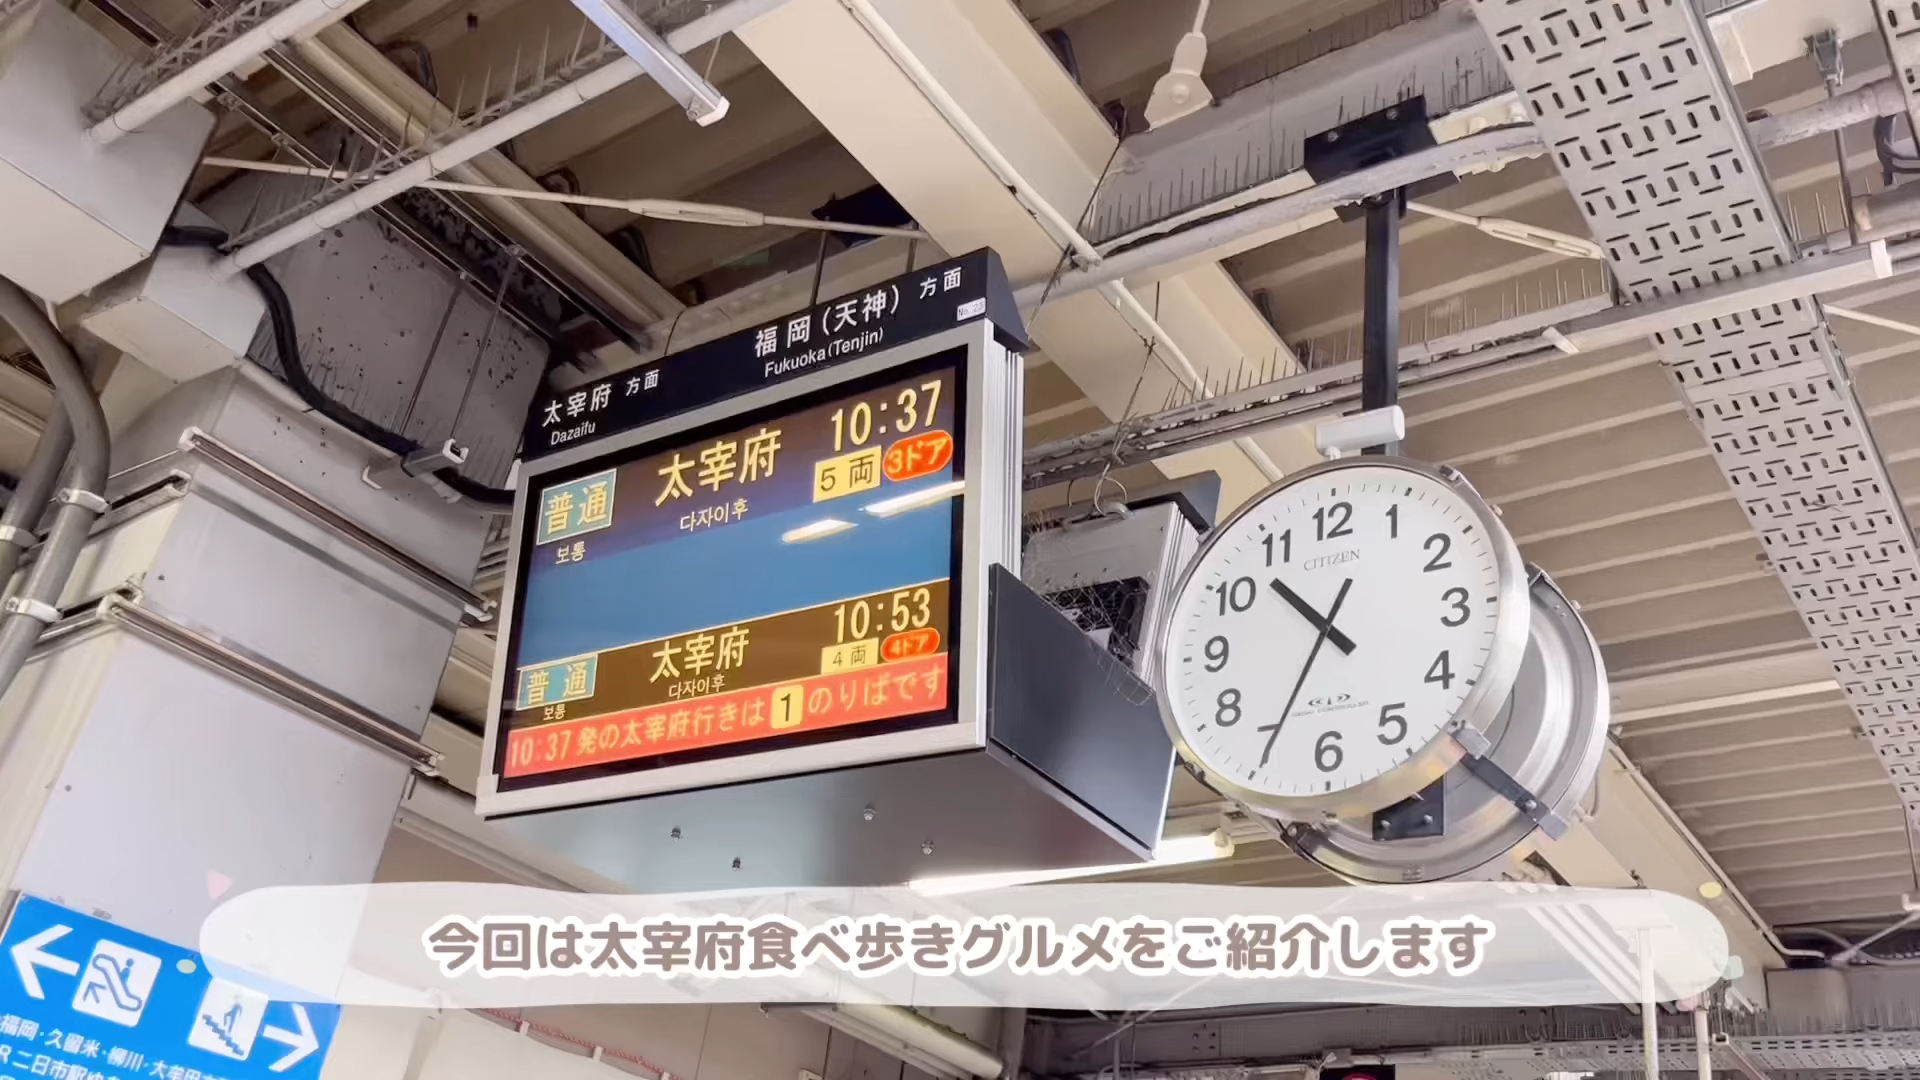 福岡(天神) 方面
Fukuoka(Tenjin)
太宰府 方面
Dazaifu
普通 太宰府 10:37
보통 다자이후 5両 3ドア
普通 太宰府 10:53
보통 다자이후 4両 4ドア
10:37発の太宰府行きは1のりばです
12
1
2
3
4
5
6
8
9
10
11
CITIZEN
今回は太宰府食べ歩きグルメをご紹介します
福岡・久留米・柳川・大牟田
二日市駅